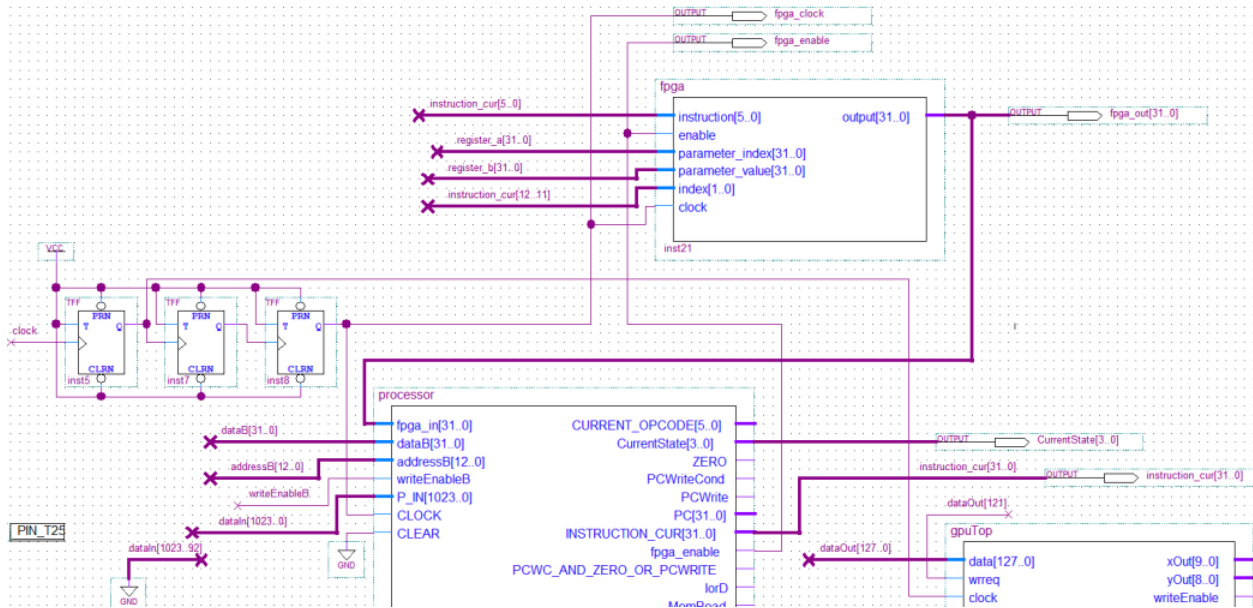 OUTPUT fpga_clock
OUTPUT fpga_enable
fpga
instruction_cur[5..0]
instruction[5..0] output[31..0]
OUTPUT fpga_out[31..0]
enable
register_a[31..0]
parameter_index[31..0]
register_b[31..0]
parameter_value[31..0]
instruction_cur[12..11]
index[1..0]
clock
inst21
VCC
TFF TFF TFF
PRN PRN PRN
T Q T Q T Q
clock
CLRN CLRN CLRN
inst5 inst7 inst8
processor
fpga_in[31..0] CURRENT_OPCODE[5..0]
dataB[31..0]
dataB[31..0] CurrentState[3..0]
OUTPUT CurrentState[3..0]
addressB[12..0]
addressB[12..0] ZERO
writeEnableB PCWriteCond
writeEnableB
P_IN[1023..0] PCWrite
dataIn[1023..0]
CLOCK PC[31..0]
CLEAR INSTRUCTION_CUR[31..0]
instruction_cur[31..0]
OUTPUT instruction_cur[31..0]
PIN_T25
dataIn[1023..92]
GND
GND
fpga_enable
PCWC_AND_ZERO_OR_PCWRITE
IorD
MemRead
dataOut[121]
gpuTop
dataOut[127..0]
data[127..0] xOut[9..0]
wrreq yOut[8..0]
clock writeEnable